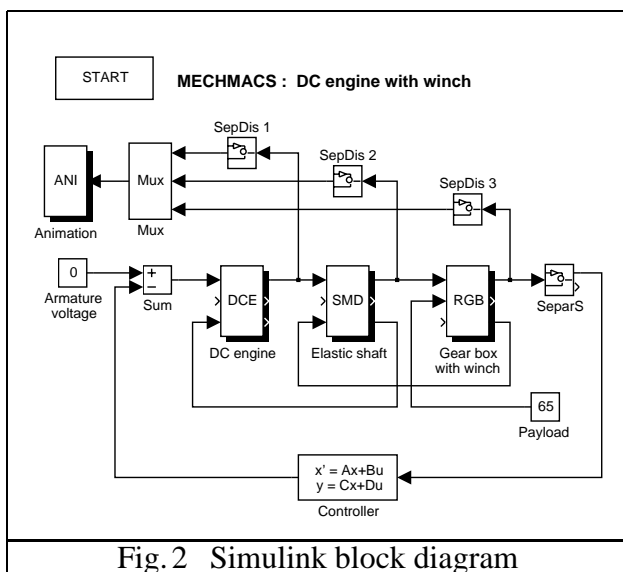 START
MECHMACS : DC engine with winch
SepDis 1
SepDis 2
SepDis 3
ANI
Mux
Animation
Mux
0
Armature
voltage
+
−
Sum
DCE
DC engine
SMD
Elastic shaft
RGB
Gear box
with winch
SeparS
65
Payload
x' = Ax+Bu
y = Cx+Du
Controller
Fig. 2 Simulink block diagram